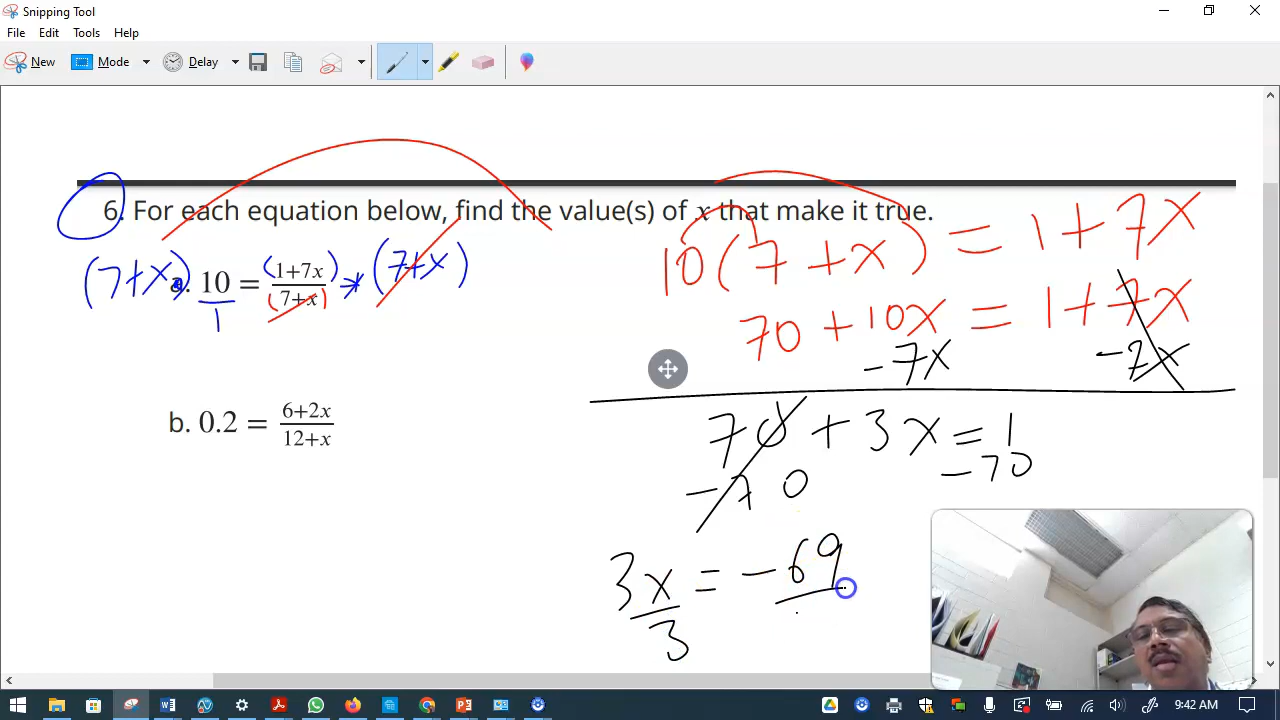 Snipping Tool
File Edit Tools Help
New Mode Delay
6. For each equation below, find the value(s) of x that make it true.
(7+x) a. 10/1 = (1+7x)/(7+x) * (7+x)
10(7+x) = 1+7x
70+10x = 1+7x
-7x -7x
b. 0.2 = 6+2x/12+x
70+3x=1
-70 -70
3x = -69
3
9:42 AM